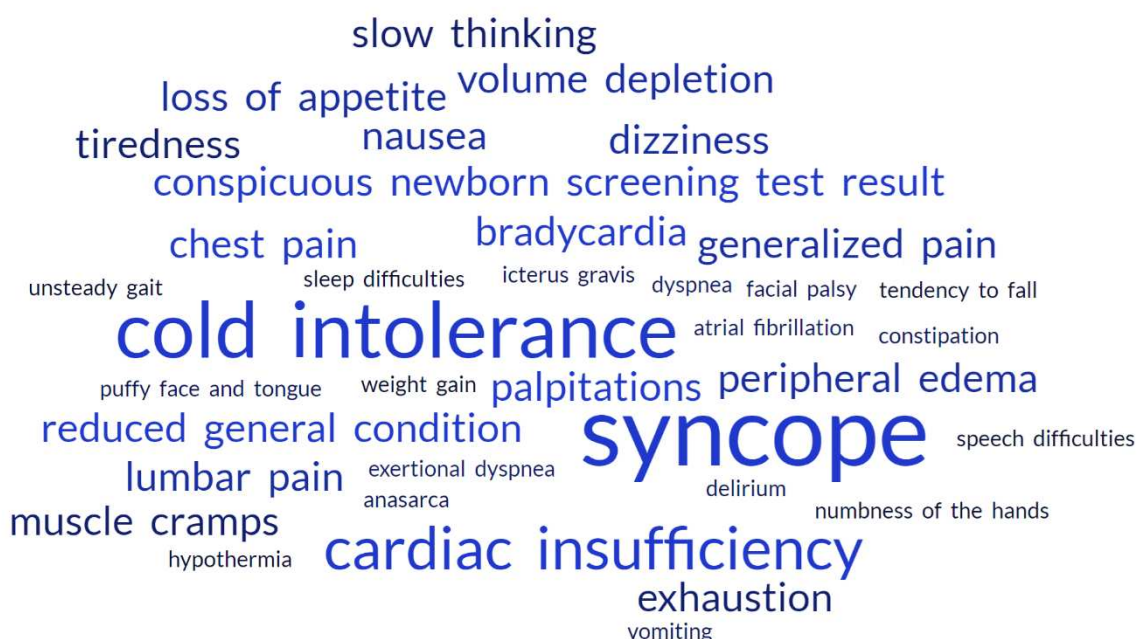 slow thinking
volume depletion
loss of appetite
tiredness
nausea
dizziness
conspicuous newborn screening test result
chest pain
bradycardia
generalized pain
unsteady gait
sleep difficulties
icterus gravis
dyspnea
facial palsy
tendency to fall
cold intolerance
atrial fibrillation
constipation
puffy face and tongue
weight gain
palpitations
peripheral edema
reduced general condition
syncope
speech difficulties
lumbar pain
exertional dyspnea
anasarca
delirium
numbness of the hands
muscle cramps
hypothermia
cardiac insufficiency
exhaustion
vomiting